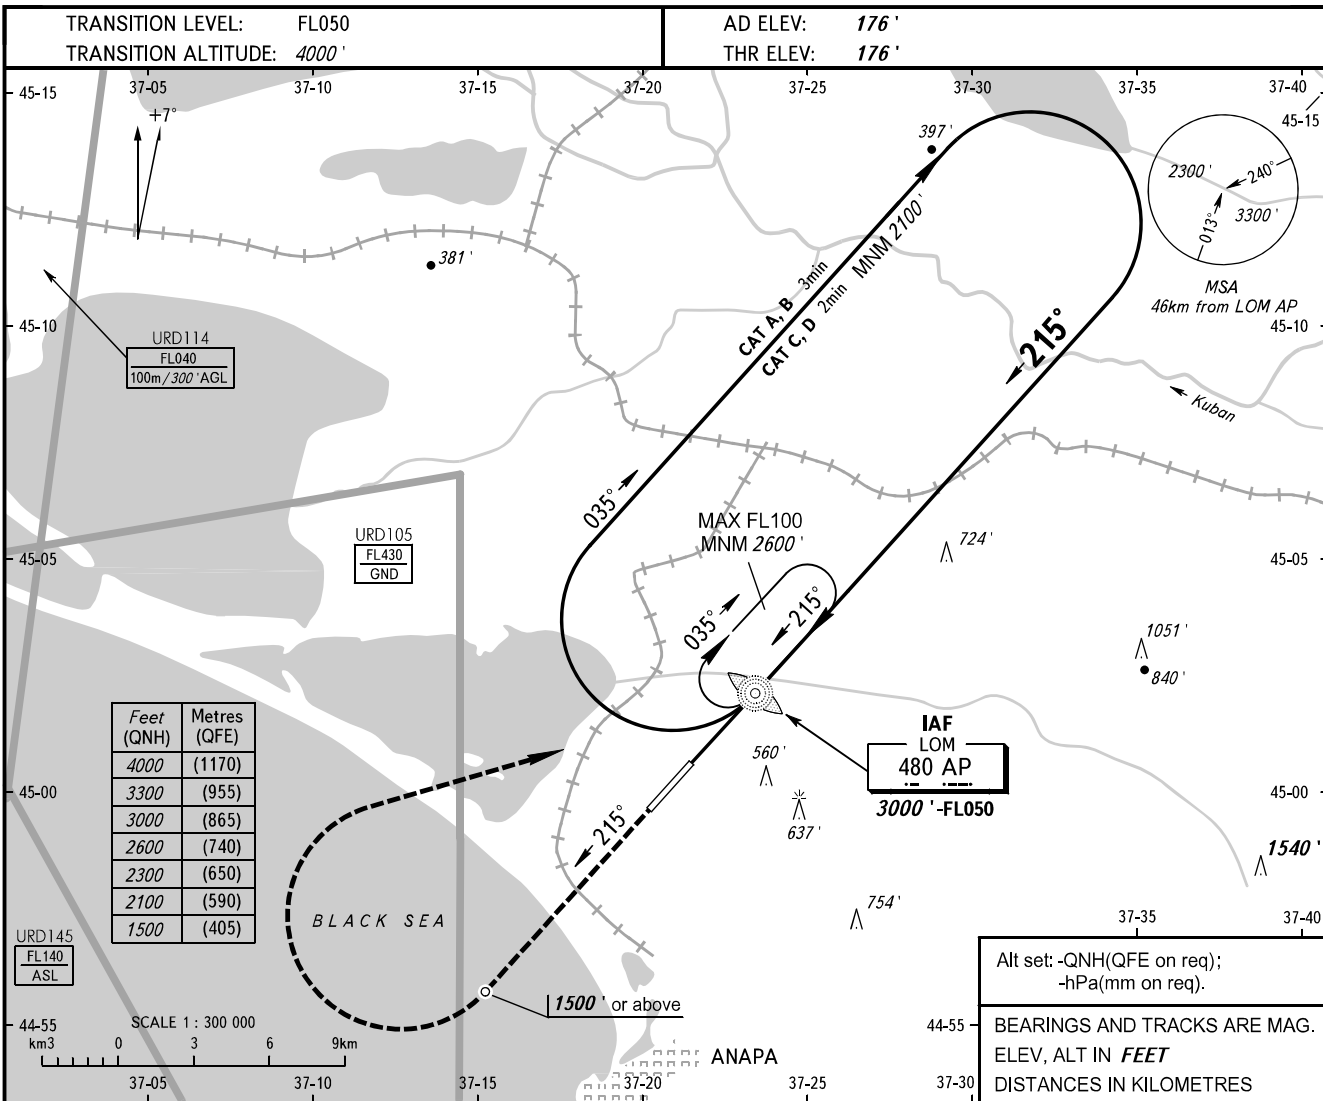 TRANSITION LEVEL: FL050
TRANSITION ALTITUDE: 4000'
AD ELEV: 176'
THR ELEV: 176'
45-15
37-05
37-10
37-15
37-20
37-25
37-30
37-35
37-40
45-15
+7°
397'
2300'
240°
3300'
013°
MSA
46km from LOM AP
381'
MNM 2100'
CAT A, B 3min
CAT C, D 2min
215°
45-10
45-10
URD114
FL040
100m/300'AGL
Kuban
035°
MAX FL100
MNM 2600'
724'
URD105
FL430
GND
45-05
45-05
035°
215°
1051'
840'
Feet (QNH) Metres (QFE)
4000 (1170)
3300 (955)
3000 (865)
2600 (740)
2300 (650)
2100 (590)
1500 (405)
IAF
LOM
480 AP
3000'-FL050
560'
637'
45-00
45-00
215°
1540'
754'
BLACK SEA
37-35
37-40
URD145
FL140
ASL
1500' or above
Alt set: -QNH(QFE on req);
-hPa(mm on req).
44-55
SCALE 1 : 300 000
km3 0 3 6 9km
44-55
BEARINGS AND TRACKS ARE MAG.
ELEV, ALT IN FEET
DISTANCES IN KILOMETRES
ANAPA
37-05
37-10
37-15
37-20
37-25
37-30